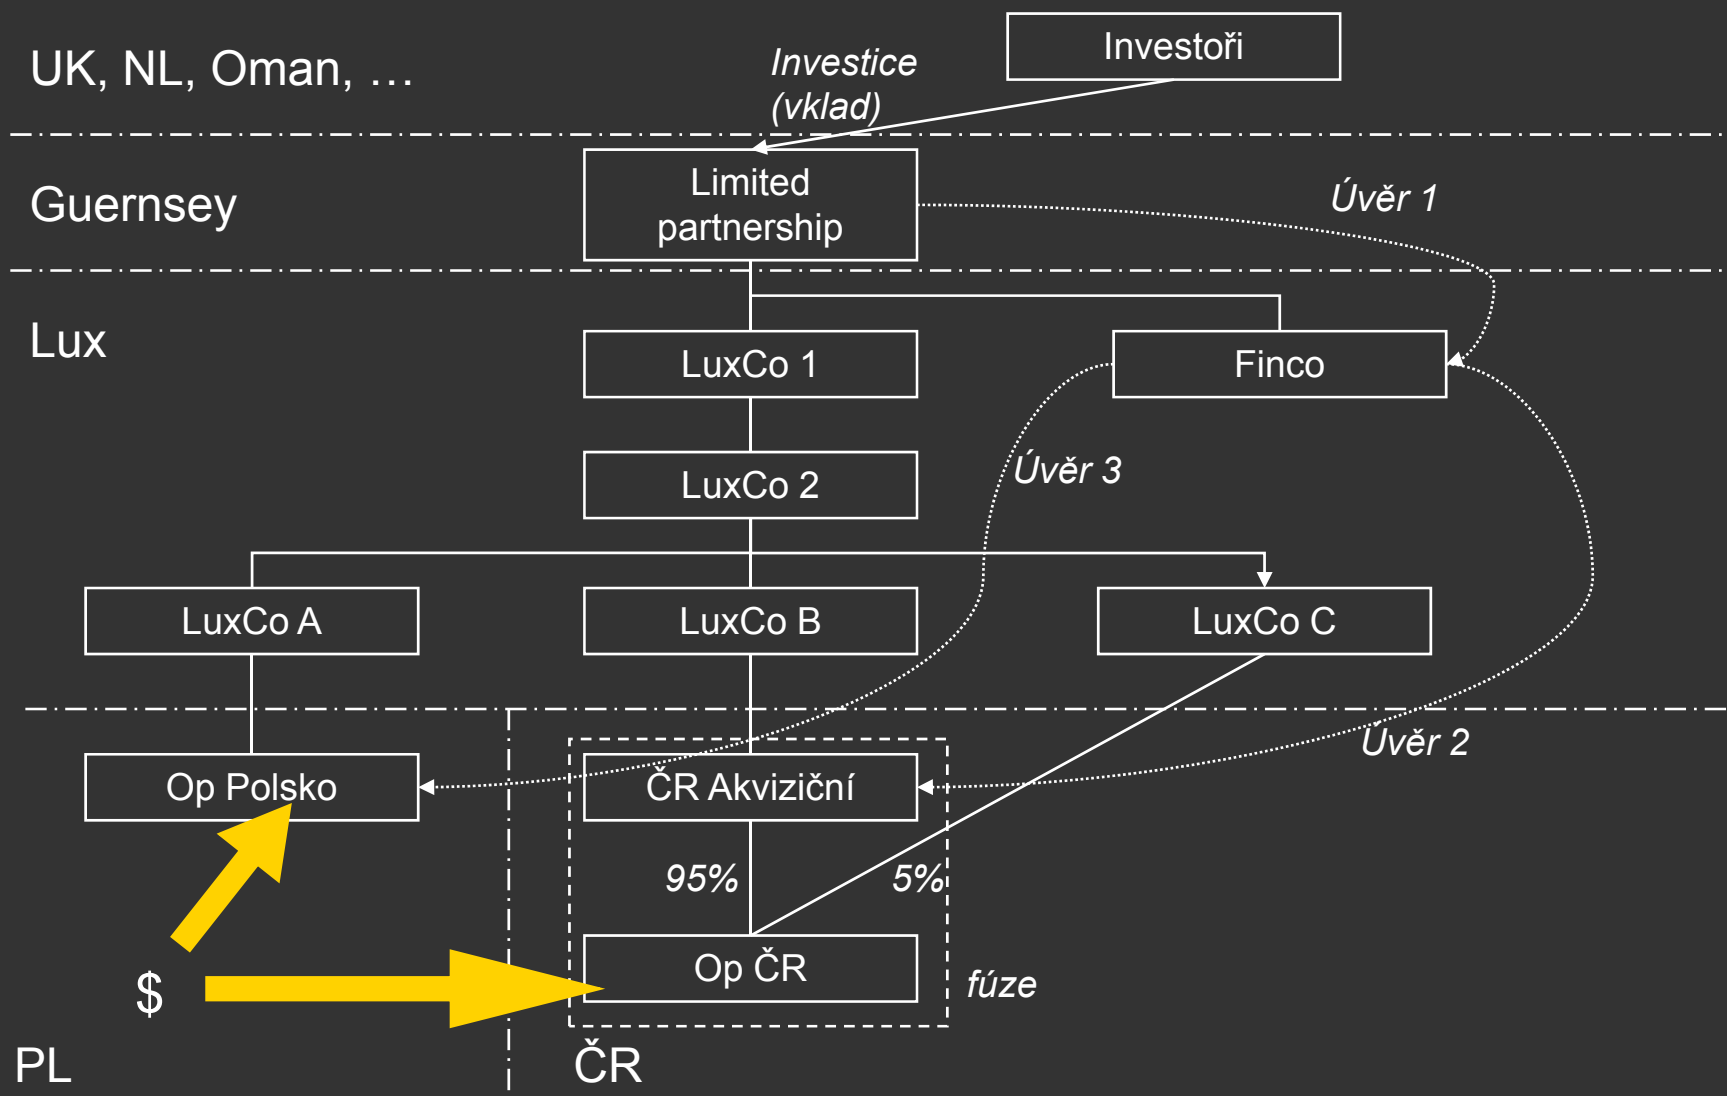 UK, NL, Oman, …
Investice
(vklad)
Investoři
Guernsey
Limited
partnership
Úvěr 1
Lux
LuxCo 1
Finco
LuxCo 2
Úvěr 3
LuxCo A
LuxCo B
LuxCo C
Úvěr 2
Op Polsko
ČR Akviziční
95%
5%
$
Op ČR
fúze
PL
ČR